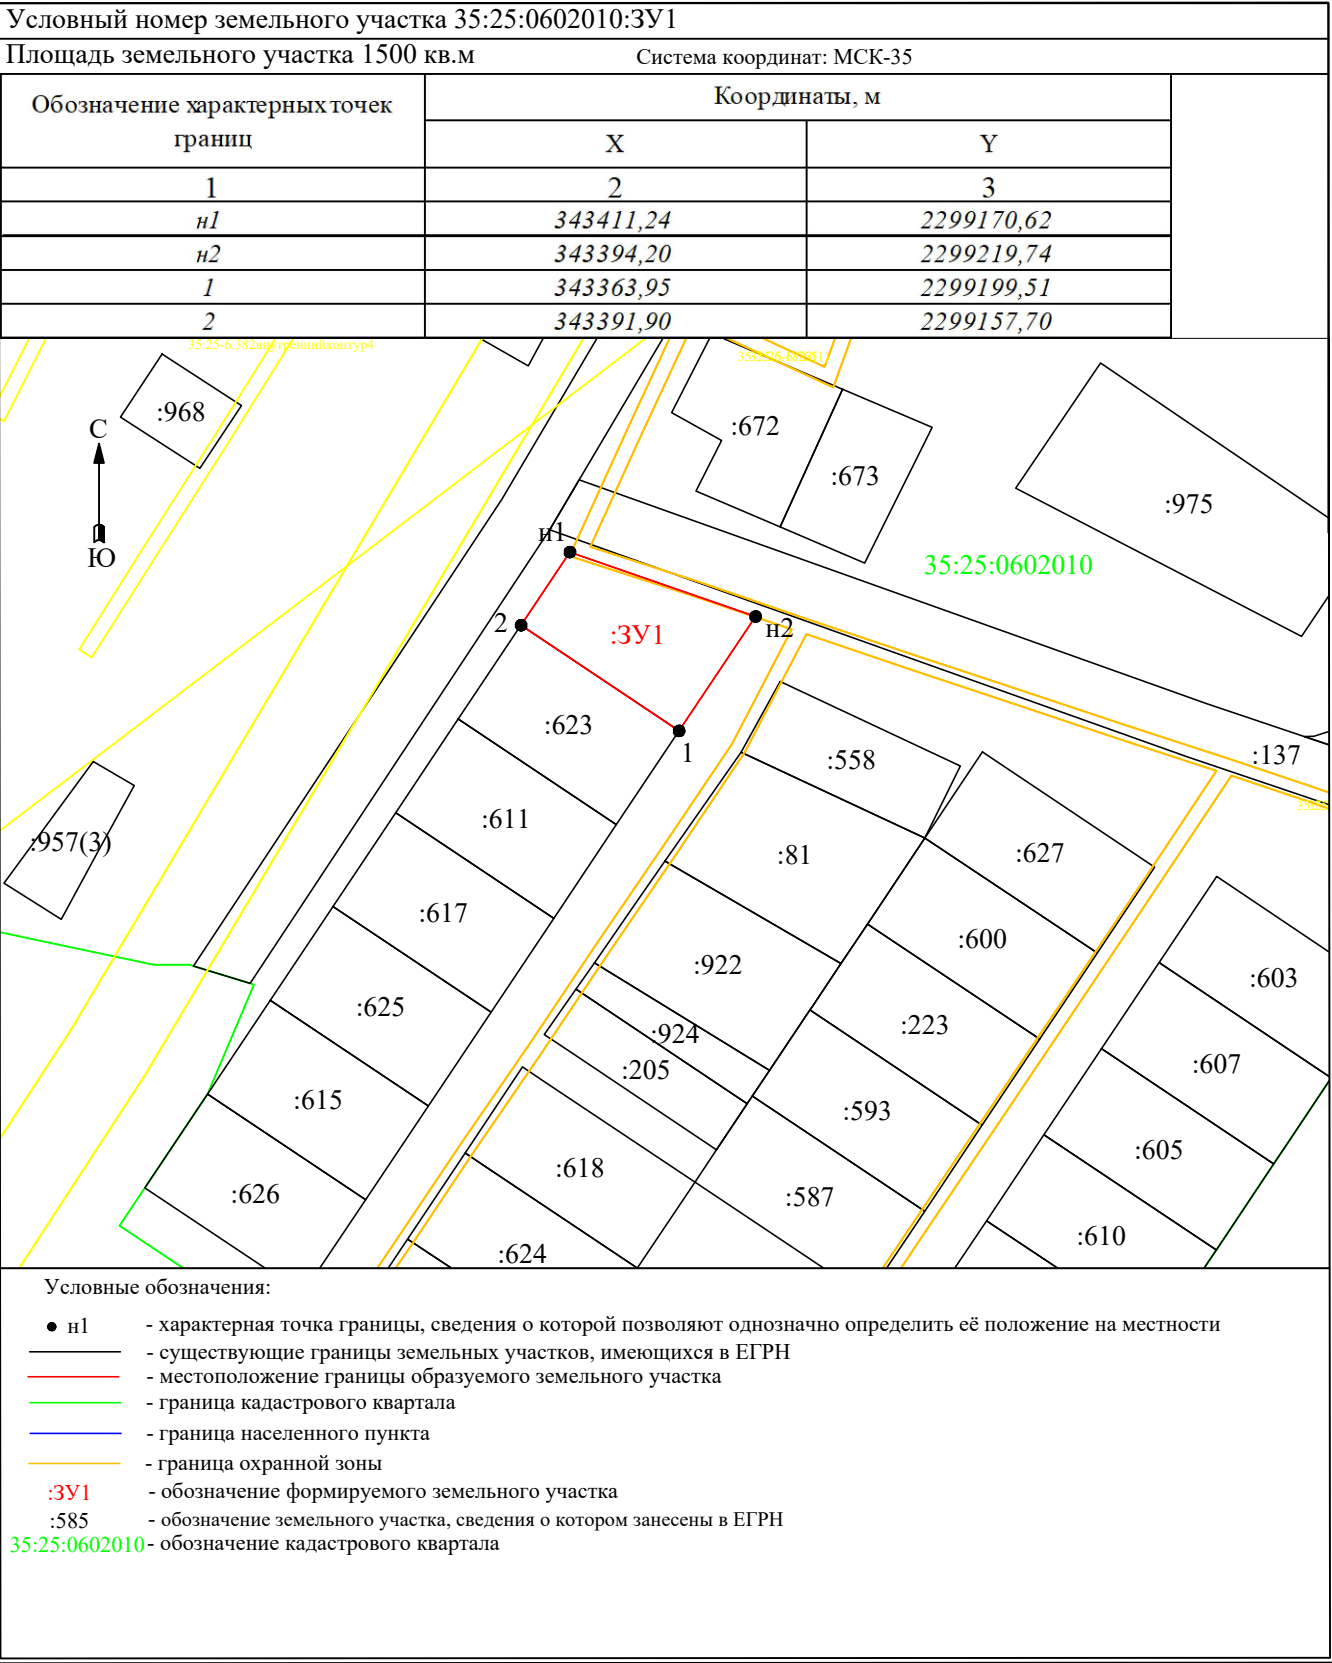 Условный номер земельного участка 35:25:0602010:ЗУ1
Площадь земельного участка 1500 кв.м Система координат: МСК-35
Обозначение характерных точек границ Координаты, м
X Y
1 2 3
н1 343411,24 2299170,62
н2 343394,20 2299219,74
1 343363,95 2299199,51
2 343391,90 2299157,70
35:25-6.382внутреннийконтур4
:968
С
Ю
:672
:673
:975
35:25:0602010
н1
н2
2
:ЗУ1
1
:623
:558
:137
:957(3)
:611
:81
:627
:617
:922
:600
:603
:625
:924
:223
:205
:607
:615
:593
:605
:618
:626
:587
:610
:624
Условные обозначения:
н1 - характерная точка границы, сведения о которой позволяют однозначно определить её положение на местности
- существующие границы земельных участков, имеющихся в ЕГРН
- местоположение границы образуемого земельного участка
- граница кадастрового квартала
- граница населенного пункта
- граница охранной зоны
:ЗУ1 - обозначение формируемого земельного участка
:585 - обозначение земельного участка, сведения о котором занесены в ЕГРН
35:25:0602010 - обозначение кадастрового квартала